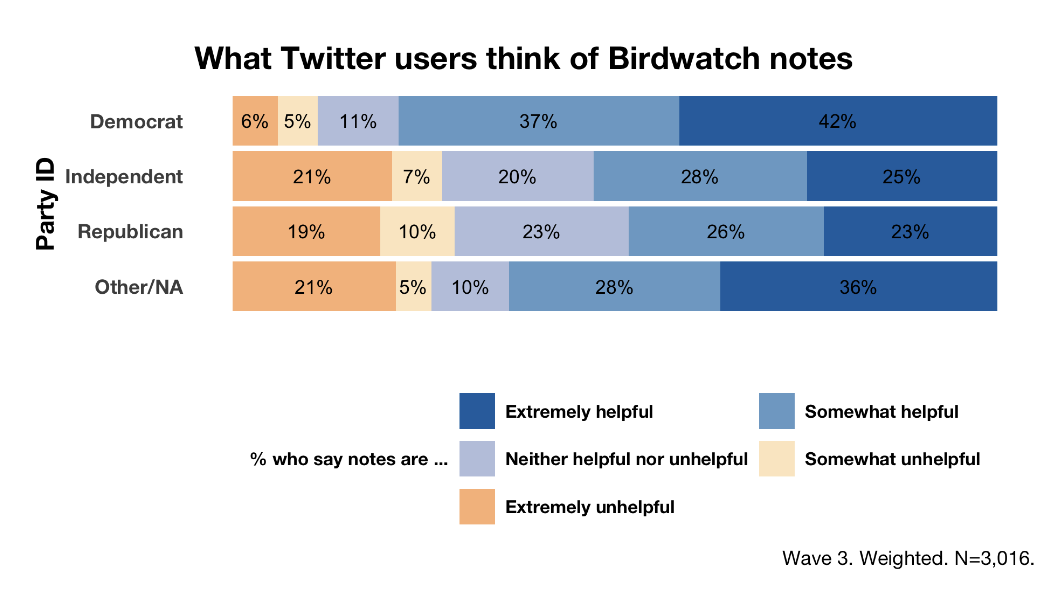 What Twitter users think of Birdwatch notes
Party ID
Democrat 6% 5% 11% 37% 42%
Independent 21% 7% 20% 28% 25%
Republican 19% 10% 23% 26% 23%
Other/NA 21% 5% 10% 28% 36%
Extremely helpful Somewhat helpful
% who say notes are ... Neither helpful nor unhelpful Somewhat unhelpful
Extremely unhelpful
Wave 3. Weighted. N=3,016.